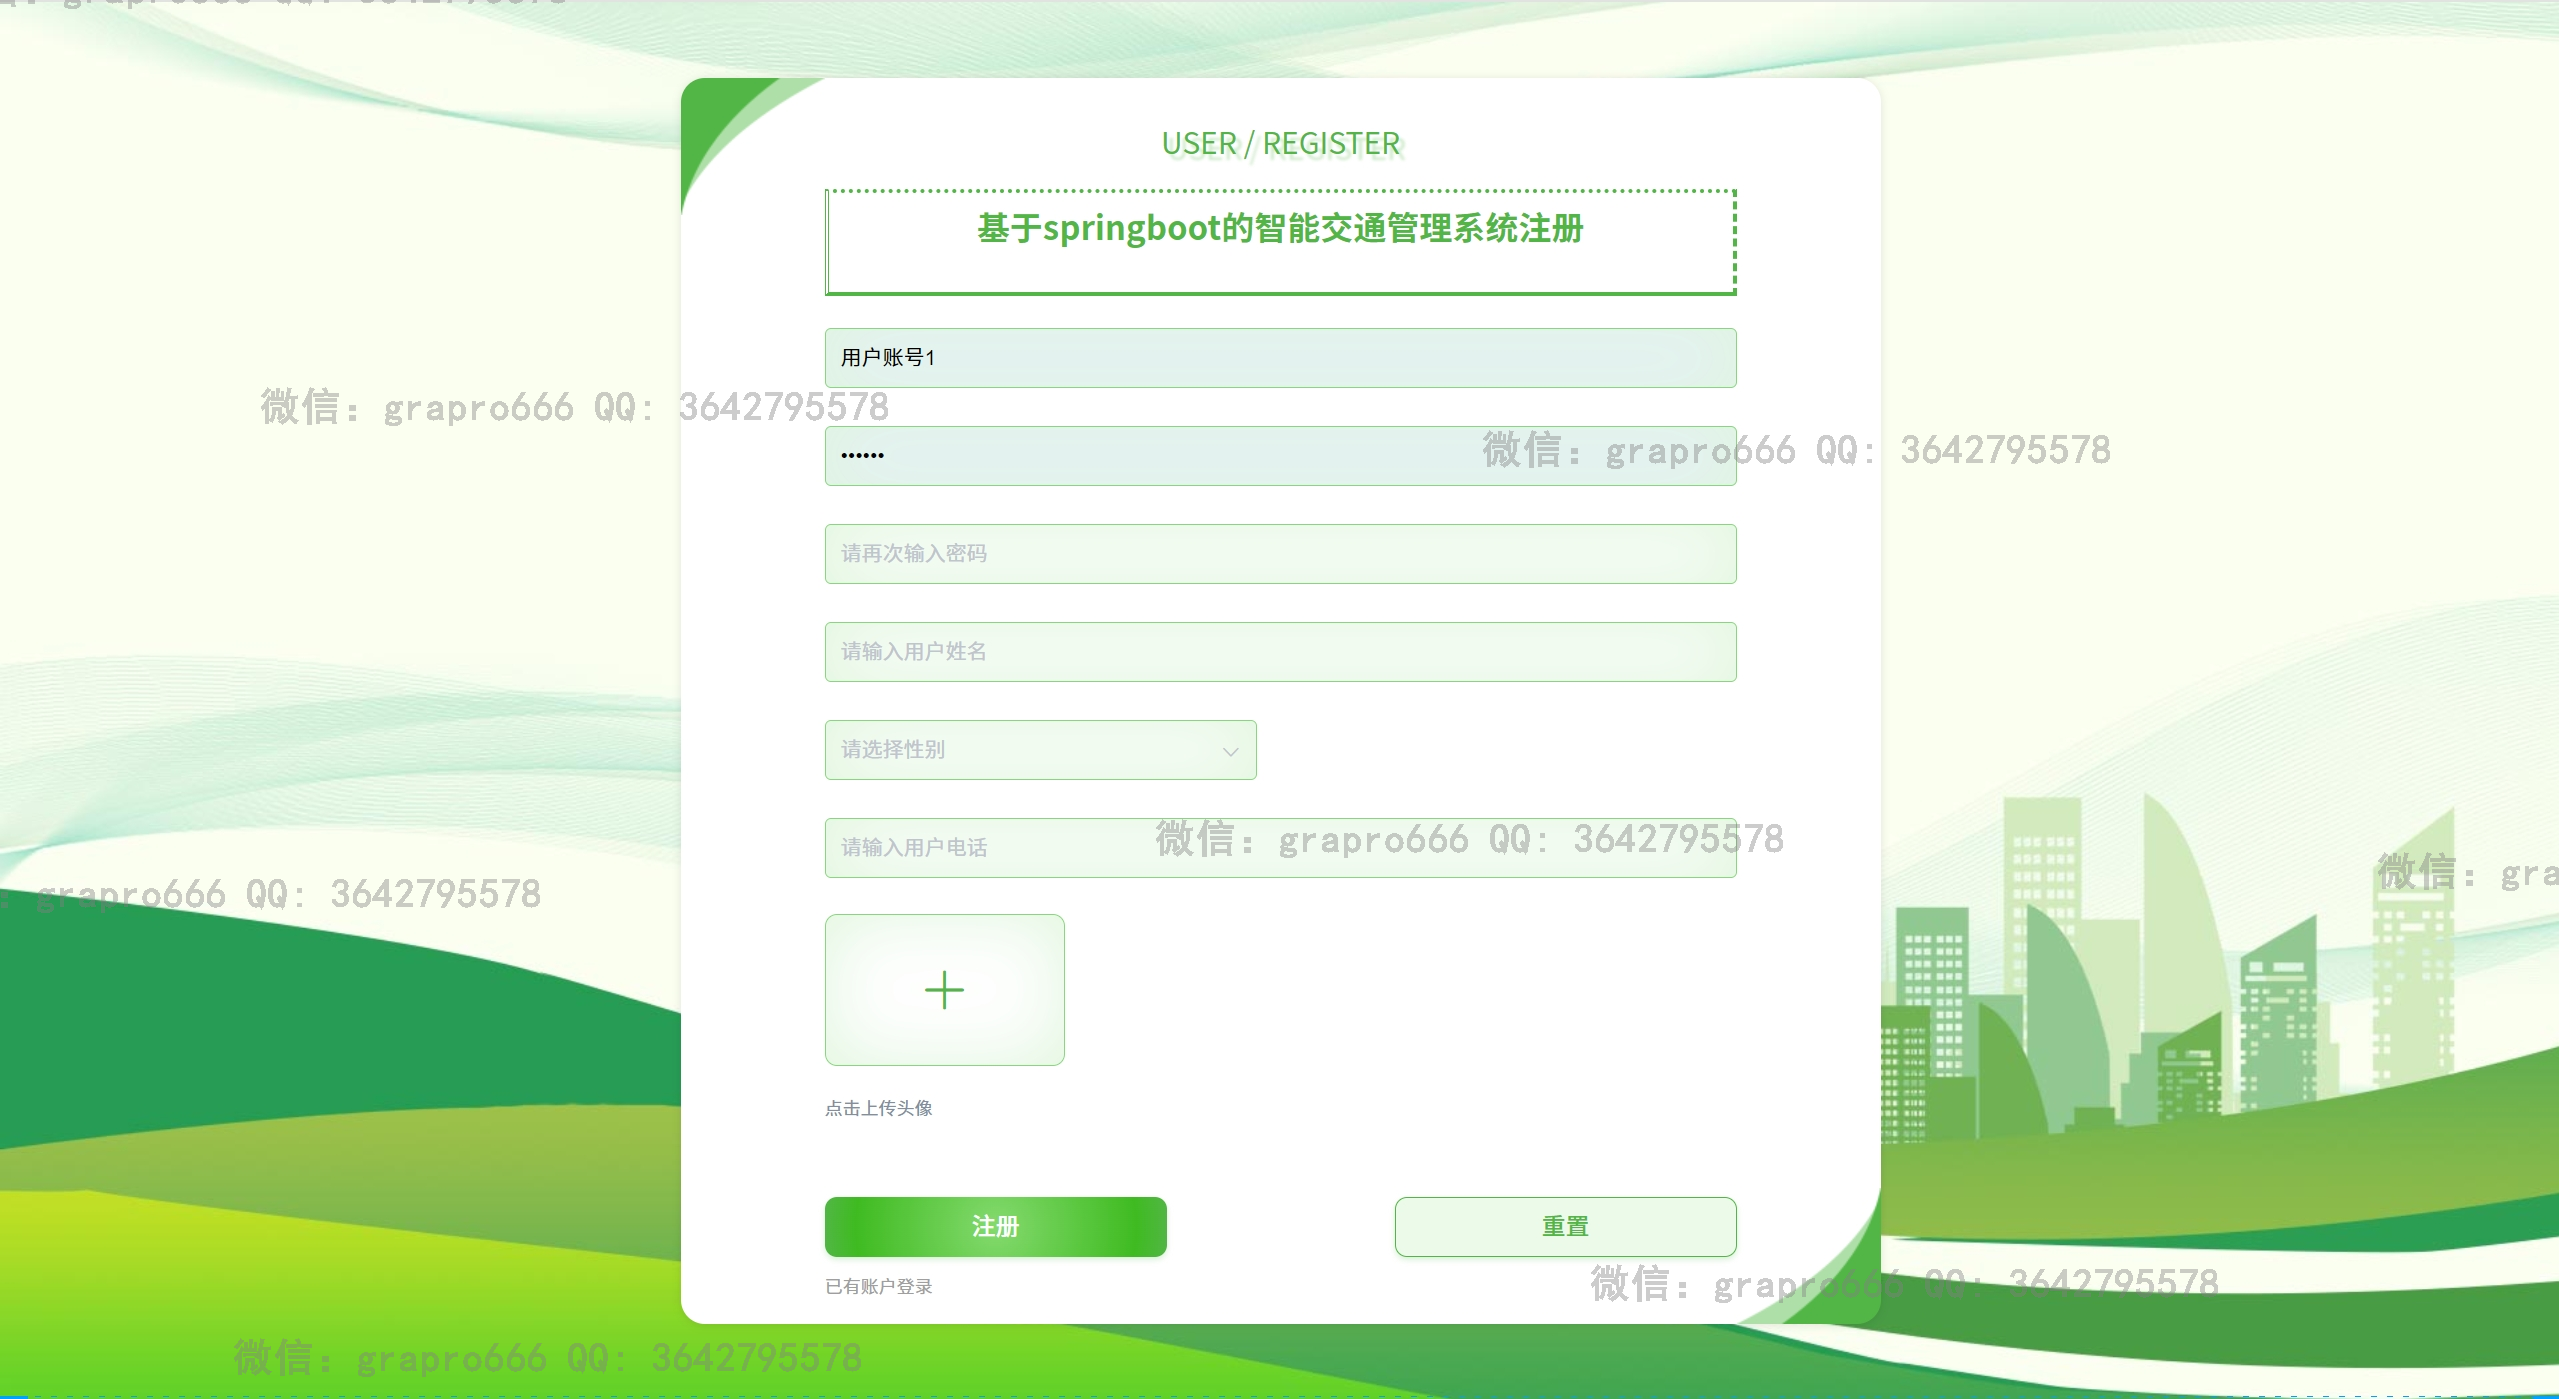 grapro666 QQ: 3642795578
USER / REGISTER
基于springboot的智能交通管理系统注册
用户账号1
微信: grapro666 QQ: 3642795578
••••••
微信: grapro666 QQ: 3642795578
请再次输入密码
请输入用户姓名
请选择性别
请输入用户电话
微信: grapro666 QQ: 3642795578
微信: gra
: grapro666 QQ: 3642795578
点击上传头像
注册
重置
已有账户登录
微信: grapro666 QQ: 3642795578
微信: grapro666 QQ: 3642795578